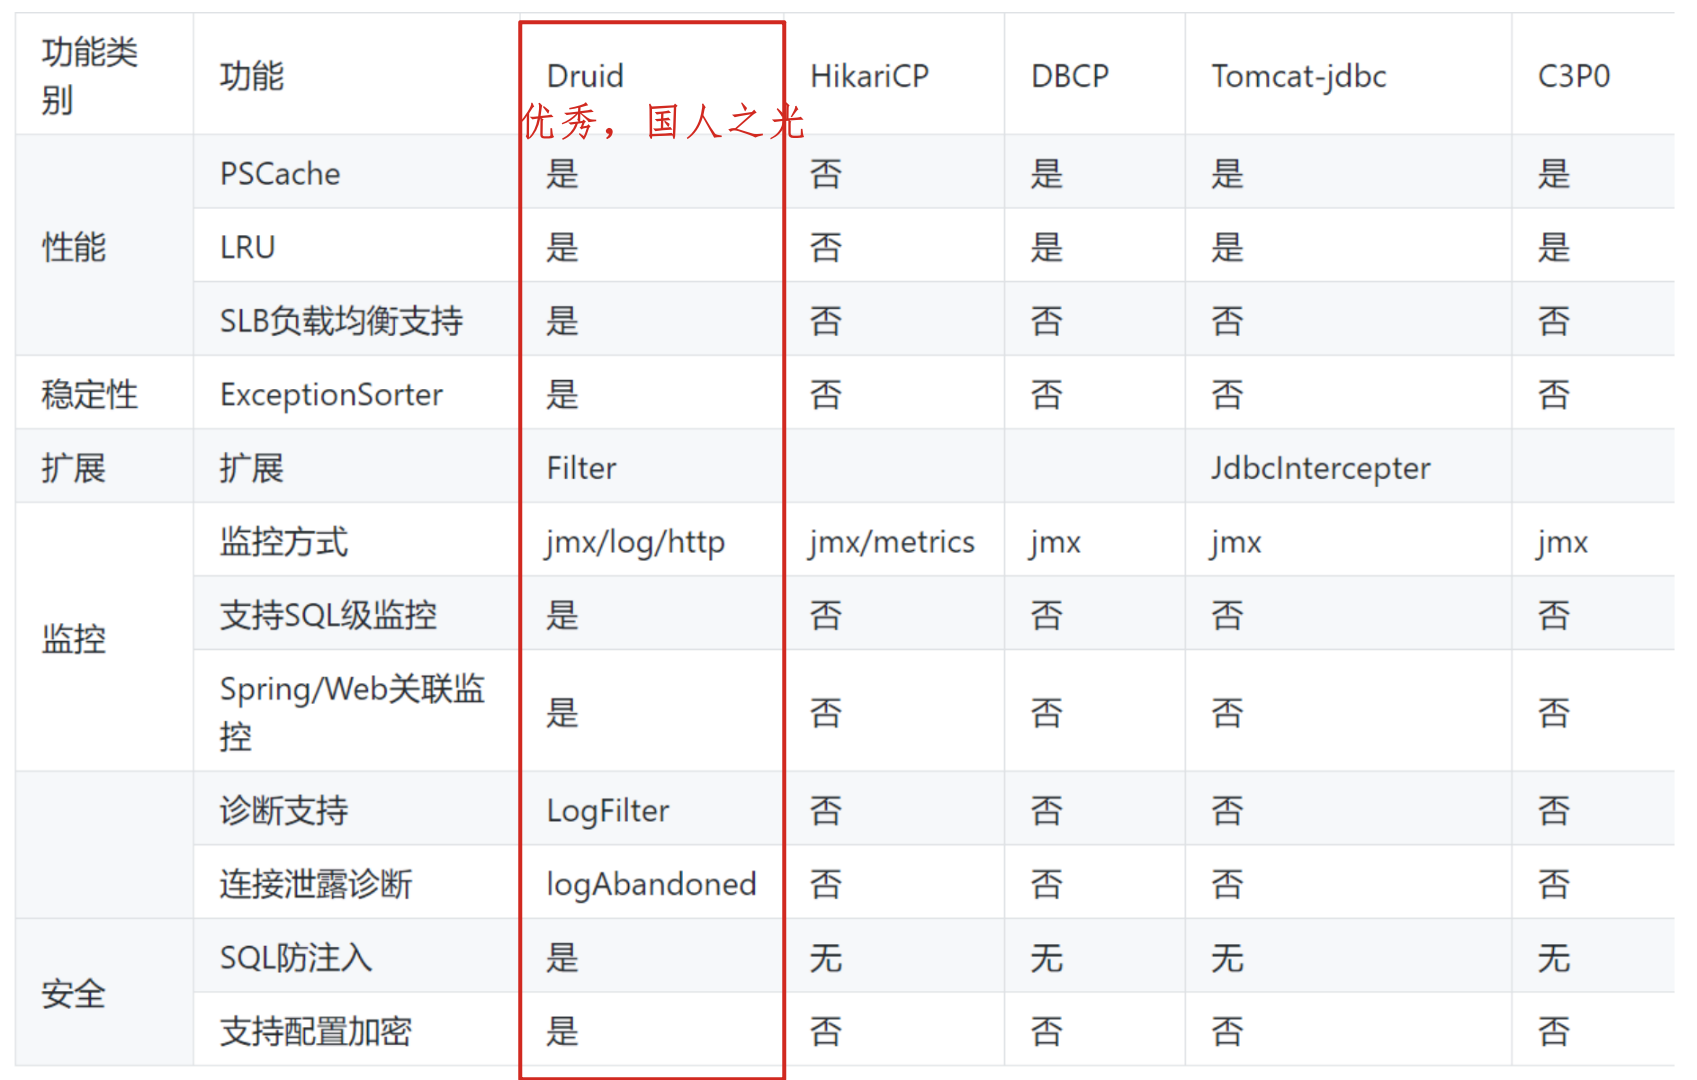 功能类别 功能 Druid HikariCP DBCP Tomcat-jdbc C3P0
优秀，国人之光
性能 PSCache 是 否 是 是 是
LRU 是 否 是 是 是
SLB负载均衡支持 是 否 否 否 否
稳定性 ExceptionSorter 是 否 否 否 否
扩展 扩展 Filter JdbcIntercepter
监控 监控方式 jmx/log/http jmx/metrics jmx jmx jmx
支持SQL级监控 是 否 否 否 否
Spring/Web关联监控 是 否 否 否 否
诊断支持 LogFilter 否 否 否 否
连接泄露诊断 logAbandoned 否 否 否 否
安全 SQL防注入 是 无 无 无 无
支持配置加密 是 否 否 否 否